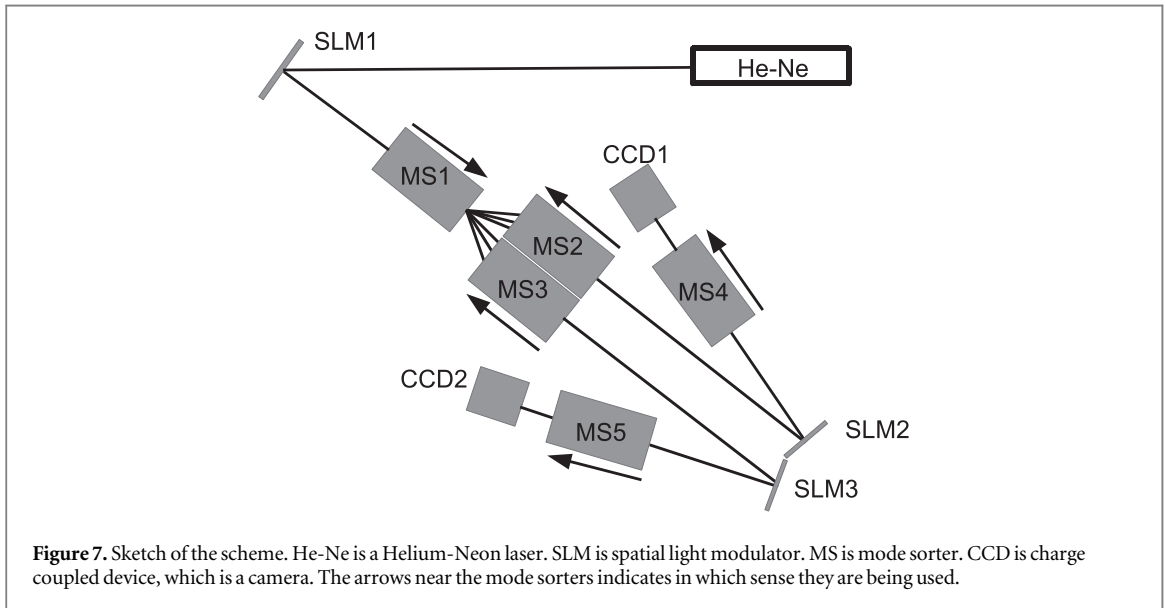 SLM1
He-Ne
CCD1
MS1
MS2
MS3
MS4
CCD2
MS5
SLM2
SLM3
Figure 7. Sketch of the scheme. He-Ne is a Helium-Neon laser. SLM is spatial light modulator. MS is mode sorter. CCD is charge
coupled device, which is a camera. The arrows near the mode sorters indicates in which sense they are being used.